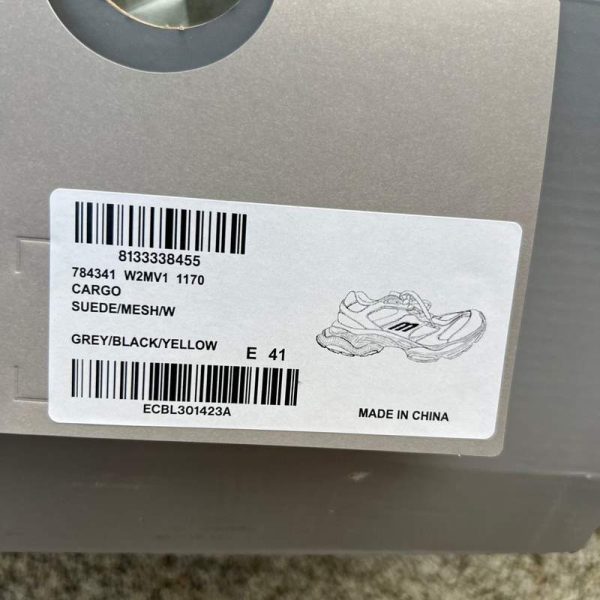 8133338455
784341 W2MV1 1170
CARGO
SUEDE/MESH/W
GREY/BLACK/YELLOW E 41
ECBL301423A
MADE IN CHINA